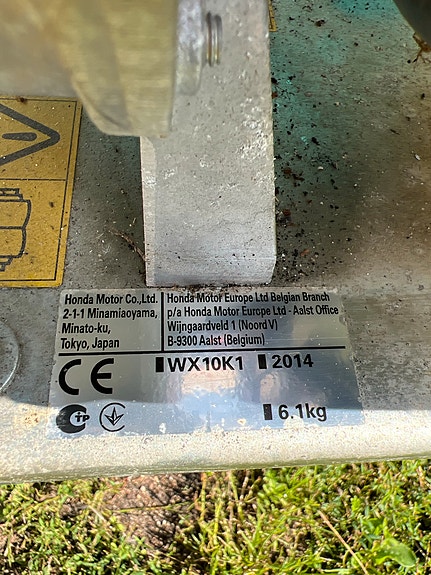 Honda Motor Co.,Ltd.
2-1-1 Minamiaoyama,
Minato-ku,
Tokyo, Japan
Honda Motor Europe Ltd Belgian Branch
p/a Honda Motor Europe Ltd - Aalst Office
Wijngaardveld 1 (Noord V)
B-9300 Aalst (Belgium)
CE
WX10K1
2014
CTP
6.1kg